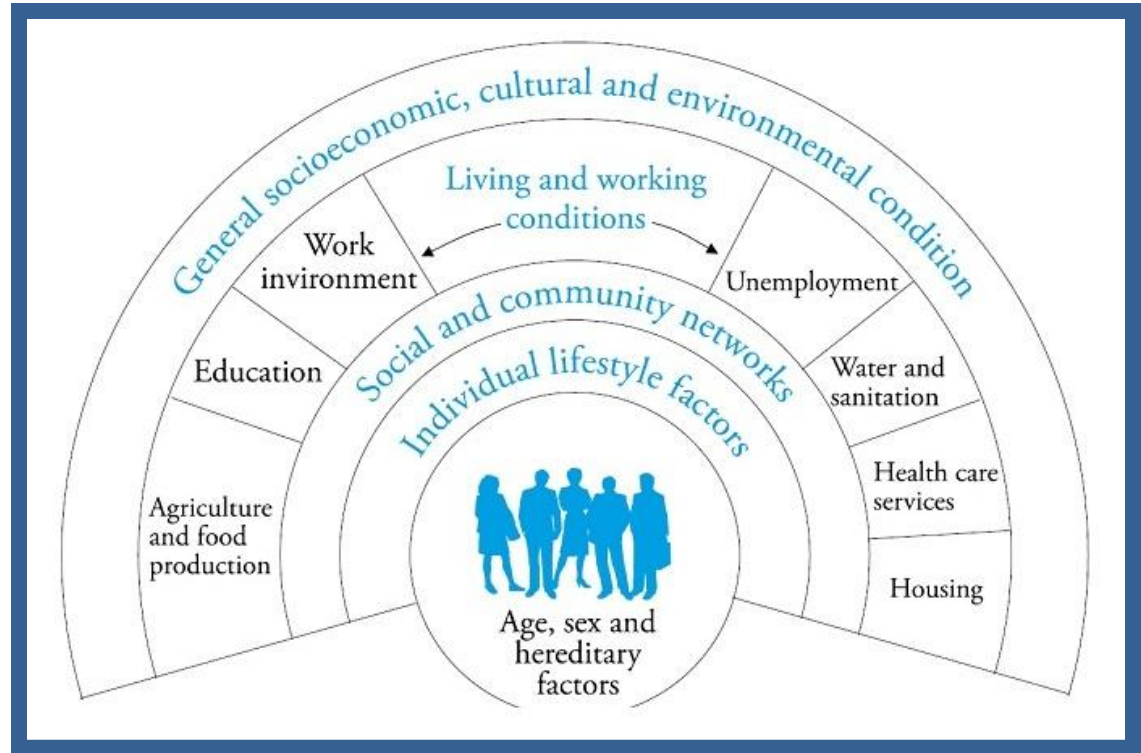 General socioeconomic, cultural and environmental condition
Living and working
conditions
Work
invironment
Unemployment
Education
Water and
sanitation
Agriculture
and food
production
Health care
services
Housing
Social and community networks
Individual lifestyle factors
Age, sex and
hereditary
factors